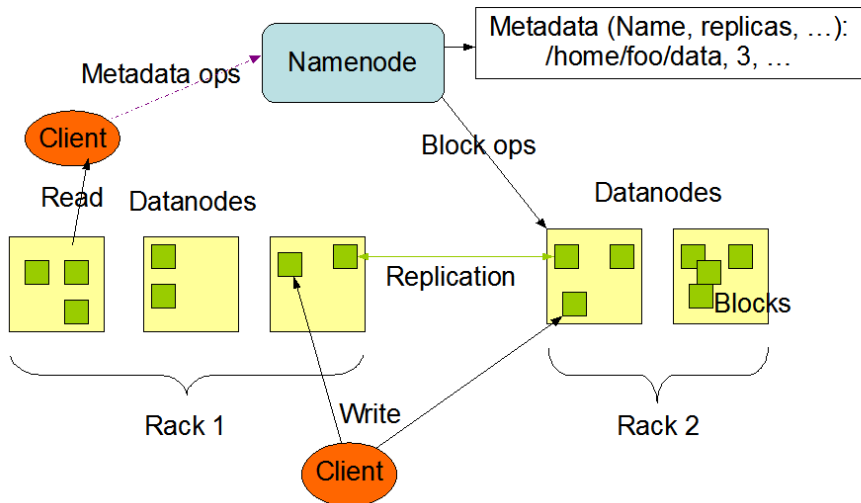 Metadata (Name, replicas, …):
/home/foo/data, 3, …
Namenode
Metadata ops
Client
Block ops
Read
Datanodes
Datanodes
Replication
Blocks
Rack 1
Write
Rack 2
Client